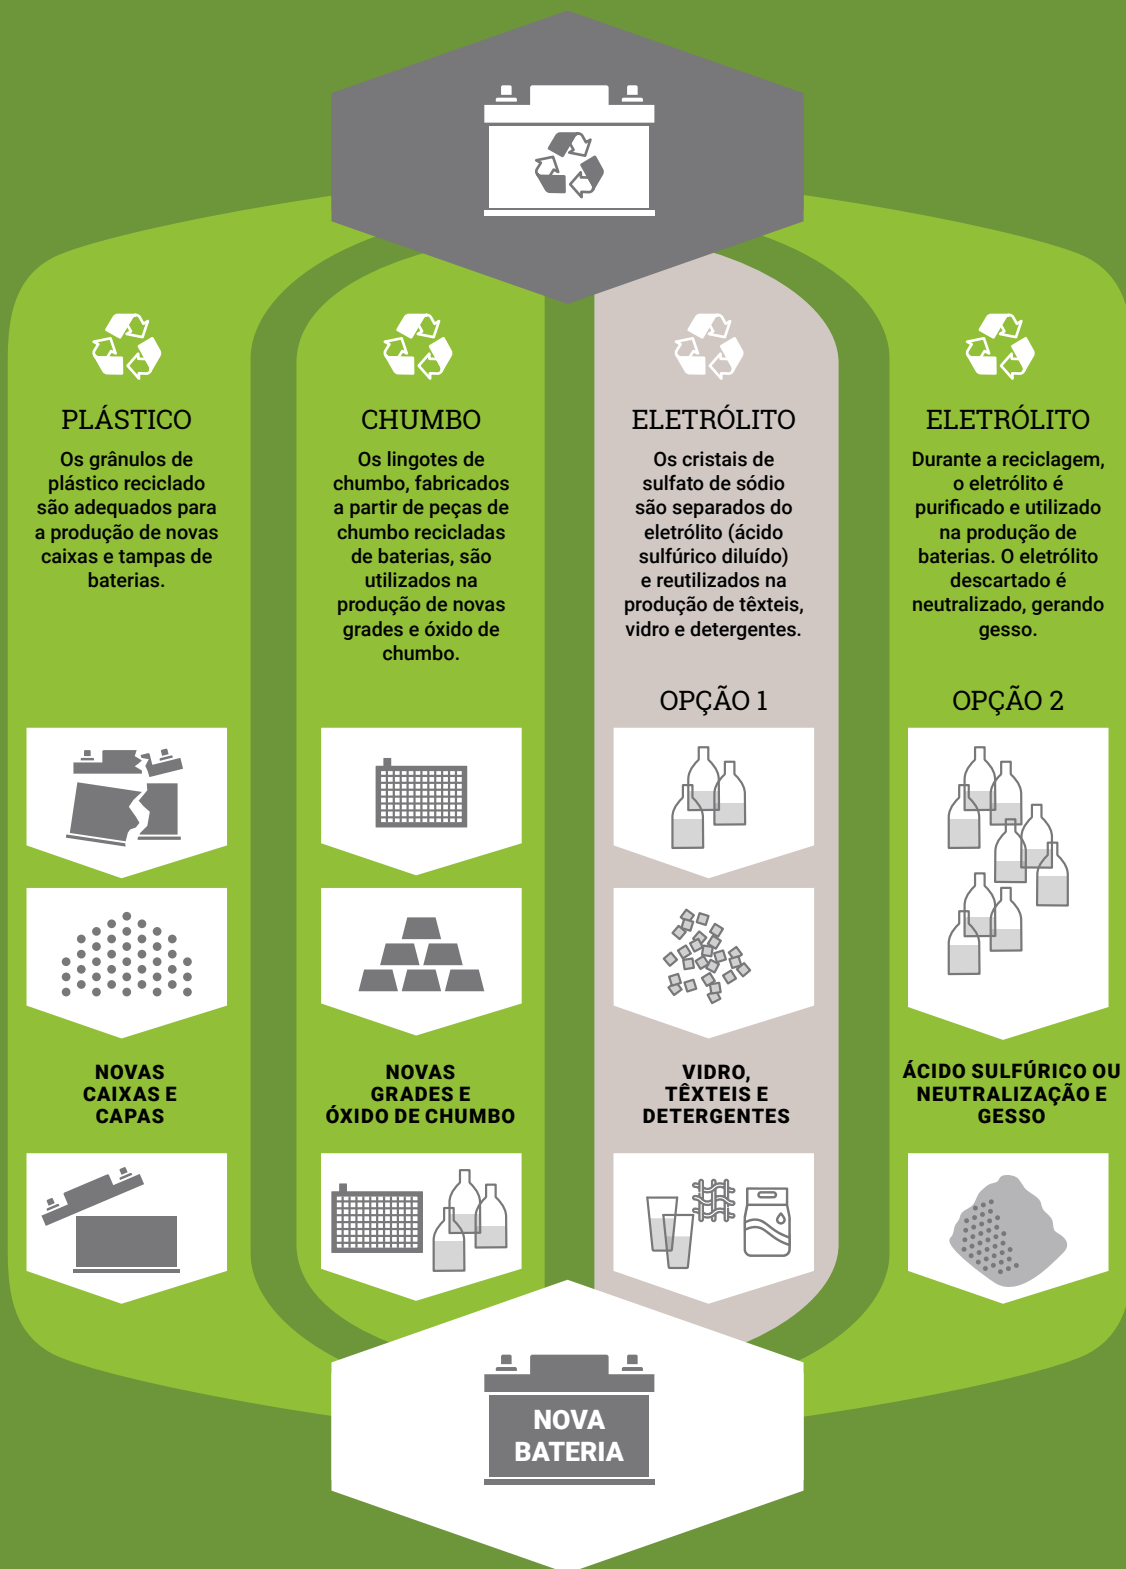 PLÁSTICO
Os grânulos de
plástico reciclado
são adequados para
a produção de novas
caixas e tampas de
baterias.
CHUMBO
Os lingotes de
chumbo, fabricados
a partir de peças de
chumbo recicladas
de baterias, são
utilizados na
produção de novas
grades e óxido de
chumbo.
ELETRÓLITO
Os cristais de
sulfato de sódio
são separados do
eletrólito (ácido
sulfúrico diluído)
e reutilizados na
produção de têxteis,
vidro e detergentes.
OPÇÃO 1
ELETRÓLITO
Durante a reciclagem,
o eletrólito é
purificado e utilizado
na produção de
baterias. O eletrólito
descartado é
neutralizado, gerando
gesso.
OPÇÃO 2
NOVAS
CAIXAS E
CAPAS
NOVAS
GRADES E
ÓXIDO DE CHUMBO
VIDRO,
TÊXTEIS E
DETERGENTES
ÁCIDO SULFÚRICO OU
NEUTRALIZAÇÃO E
GESSO
NOVA
BATERIA